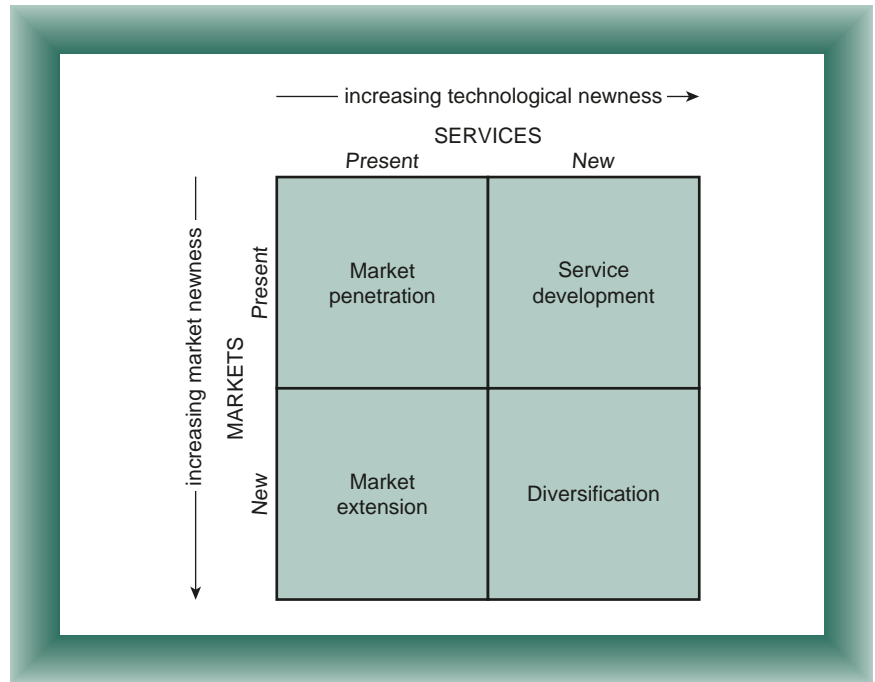 increasing technological newness
SERVICES
Present
New
increasing market newness
MARKETS
Present
Market
penetration
Service
development
New
Market
extension
Diversification